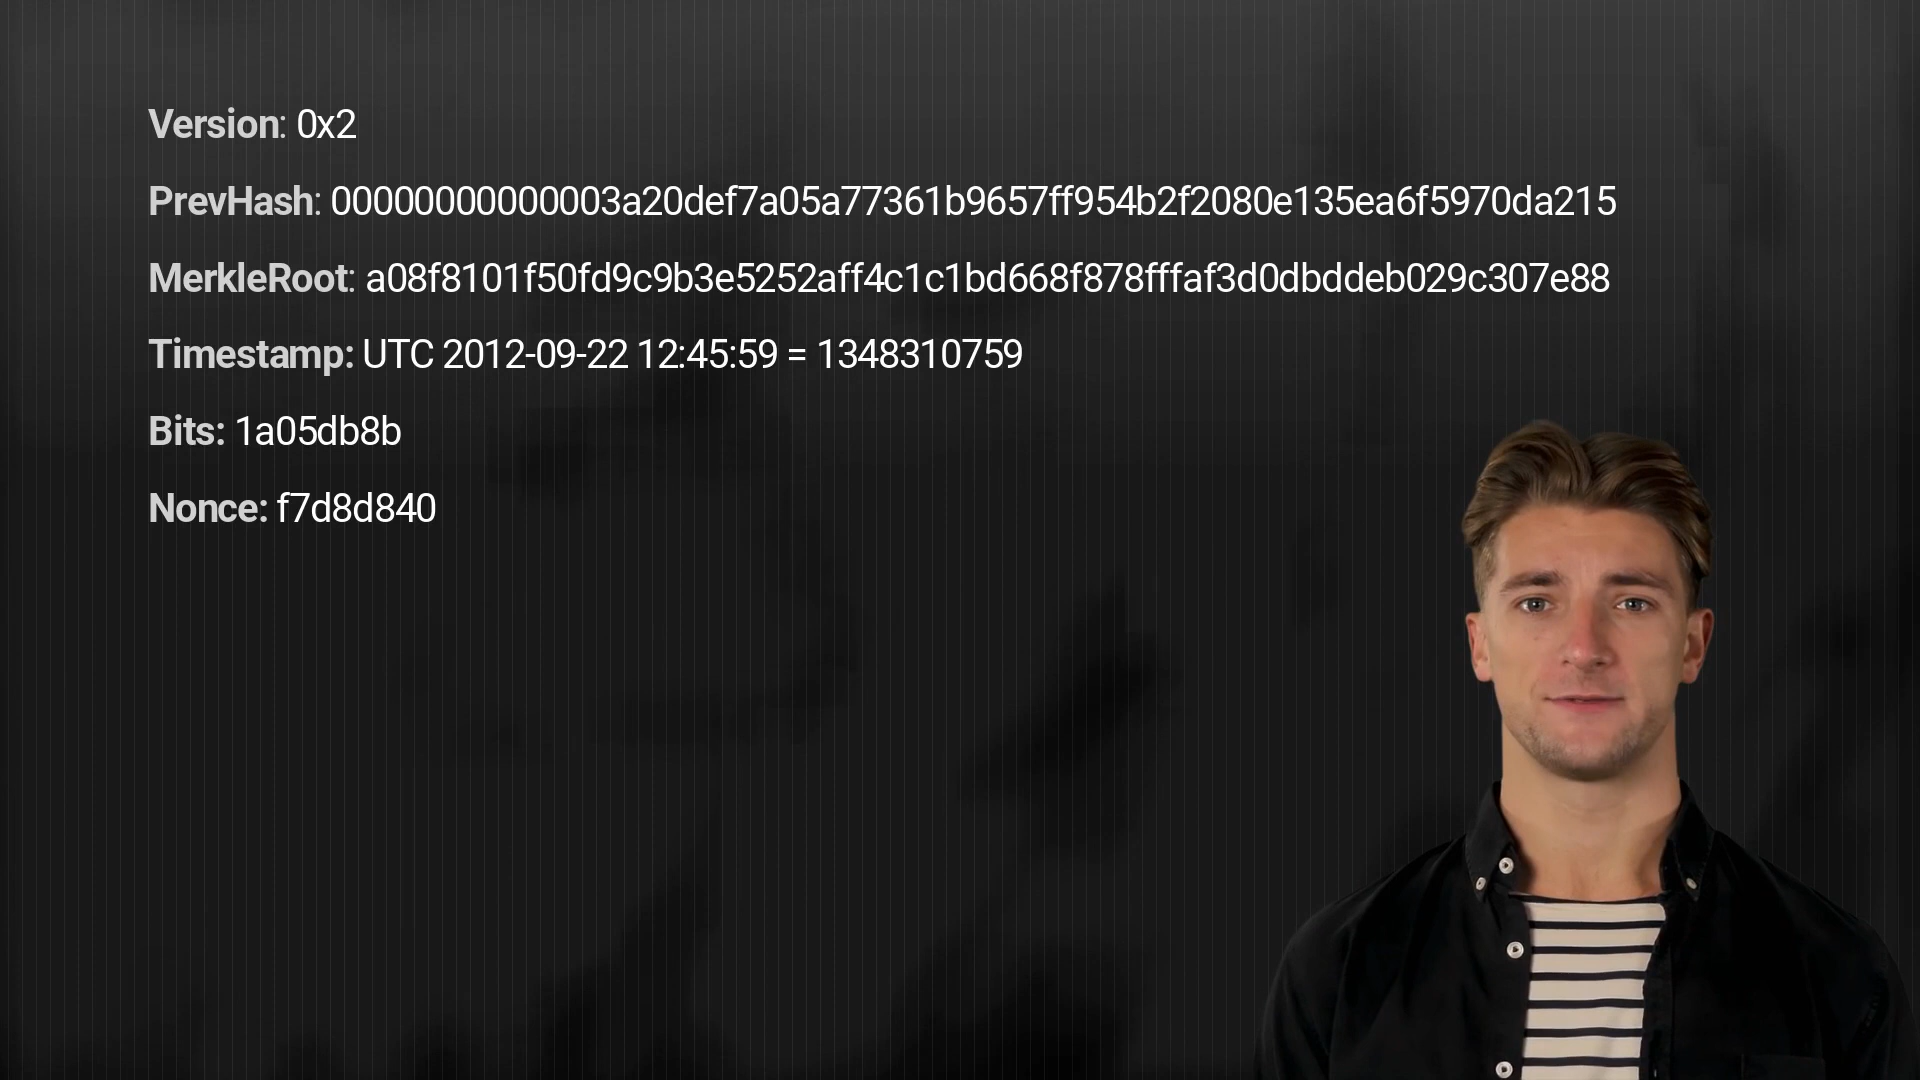 Version: 0x2
PrevHash: 00000000000003a20def7a05a77361b9657ff954b2f2080e135ea6f5970da215
MerkleRoot: a08f8101f50fd9c9b3e5252aff4c1c1bd668f878fffaf3d0dbddeb029c307e88
Timestamp: UTC 2012-09-22 12:45:59 = 1348310759
Bits: 1a05db8b
Nonce: f7d8d840